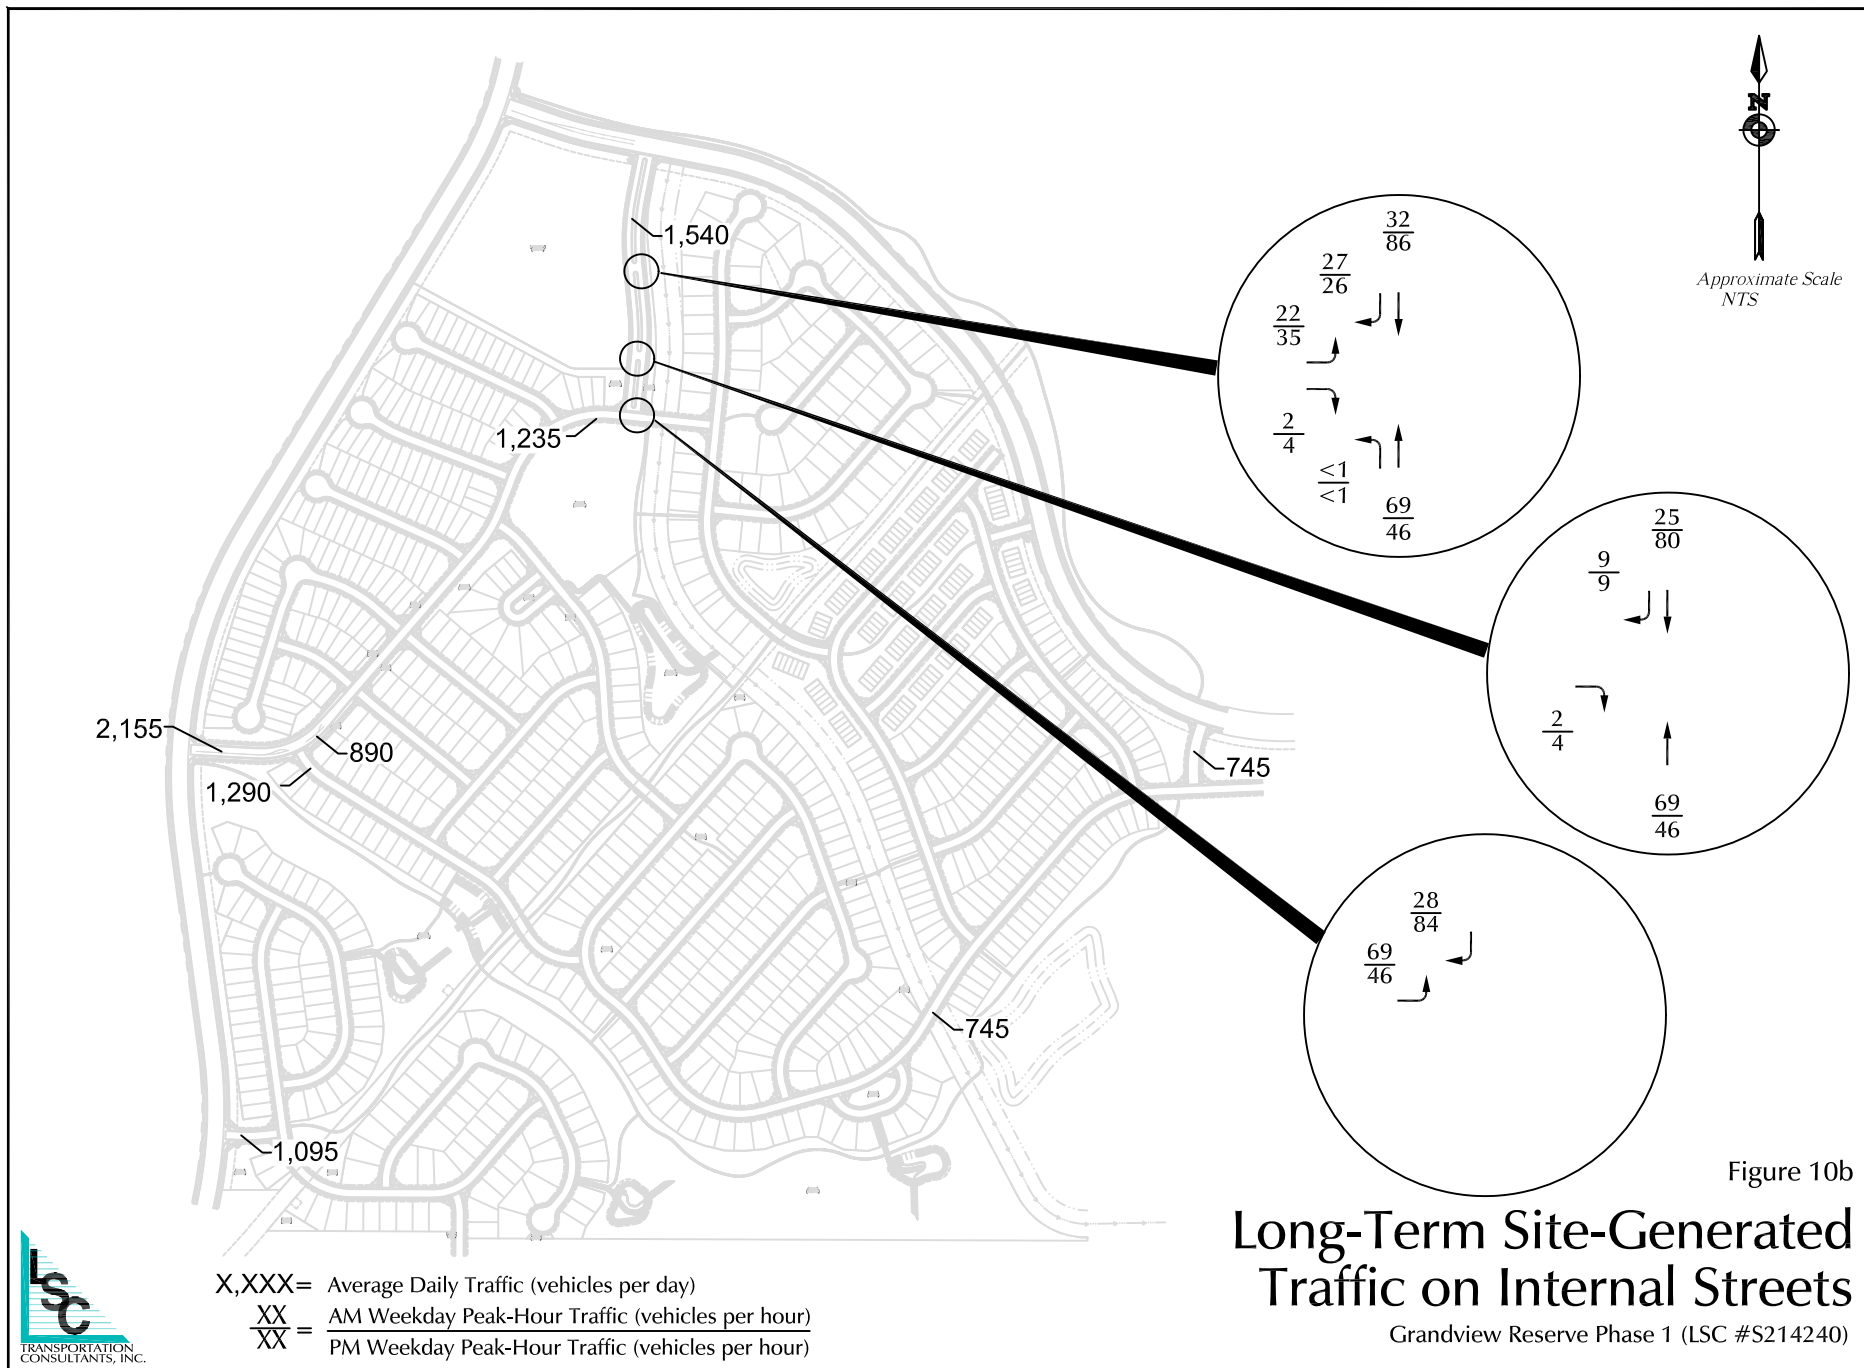 N
Approximate Scale
NTS
1,540
1,235
2,155
890
1,290
745
745
1,095
32
86
27
26
22
35
2
4
<1
<1
69
46
25
80
9
9
2
4
69
46
28
84
69
46
Figure 10b
Long-Term Site-Generated
Traffic on Internal Streets
Grandview Reserve Phase 1 (LSC #S214240)
X,XXX= Average Daily Traffic (vehicles per day)
XX AM Weekday Peak-Hour Traffic (vehicles per hour)
=
XX PM Weekday Peak-Hour Traffic (vehicles per hour)
LSC
TRANSPORTATION
CONSULTANTS, INC.